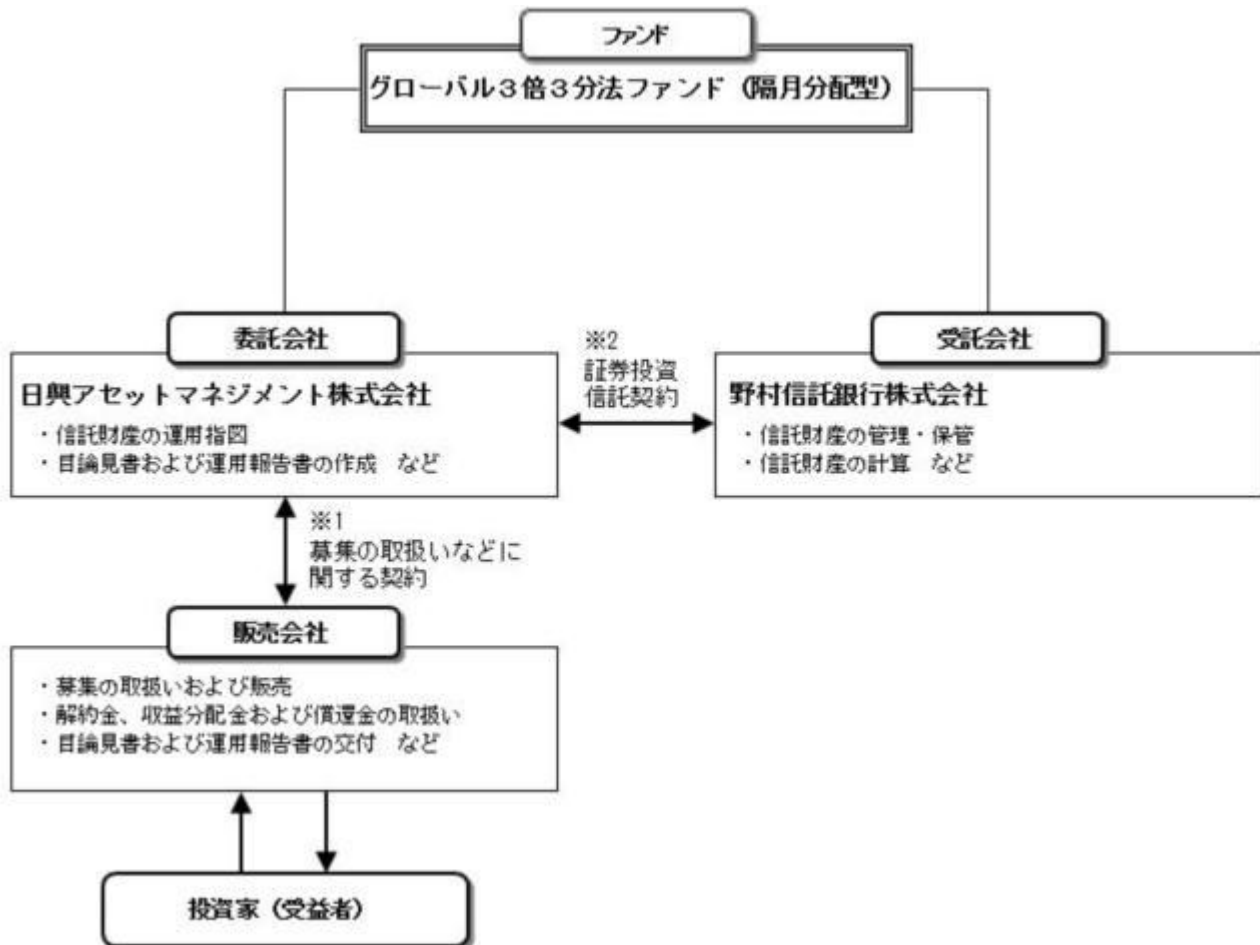 ファンド
グローバル３倍３分法ファンド（隔月分配型）
委託会社
日興アセットマネジメント株式会社
・信託財産の運用指図
・目論見書および運用報告書の作成　など
※2
証券投資
信託契約
受託会社
野村信託銀行株式会社
・信託財産の管理・保管
・信託財産の計算　など
※1
募集の取扱いなどに
関する契約
販売会社
・募集の取扱いおよび販売
・解約金、収益分配金および償還金の取扱い
・目論見書および運用報告書の交付　など
投資家（受益者）